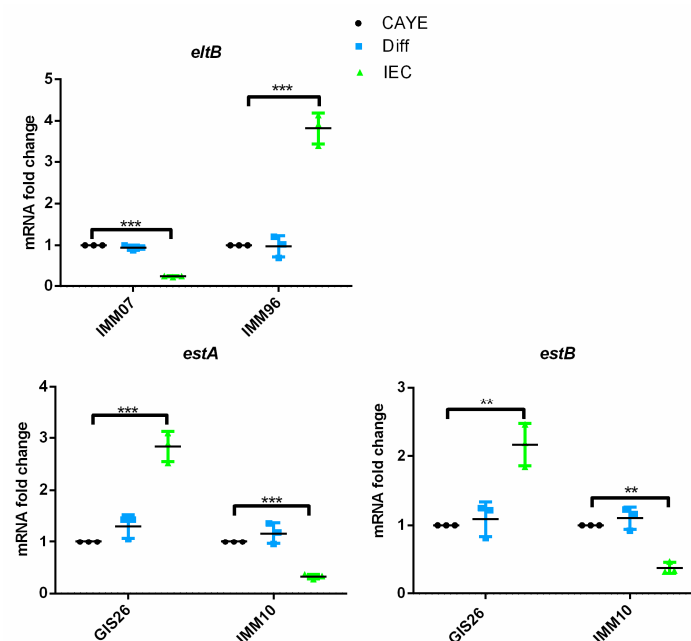 CAYE
Diff
IEC
eltB
mRNA fold change
5
4
3
2
1
0
***
***
IMM07
IMM96
estA
mRNA fold change
4
3
2
1
0
***
***
GIS26
IMM10
estB
mRNA fold change
3
2
1
0
**
**
GIS26
IMM10